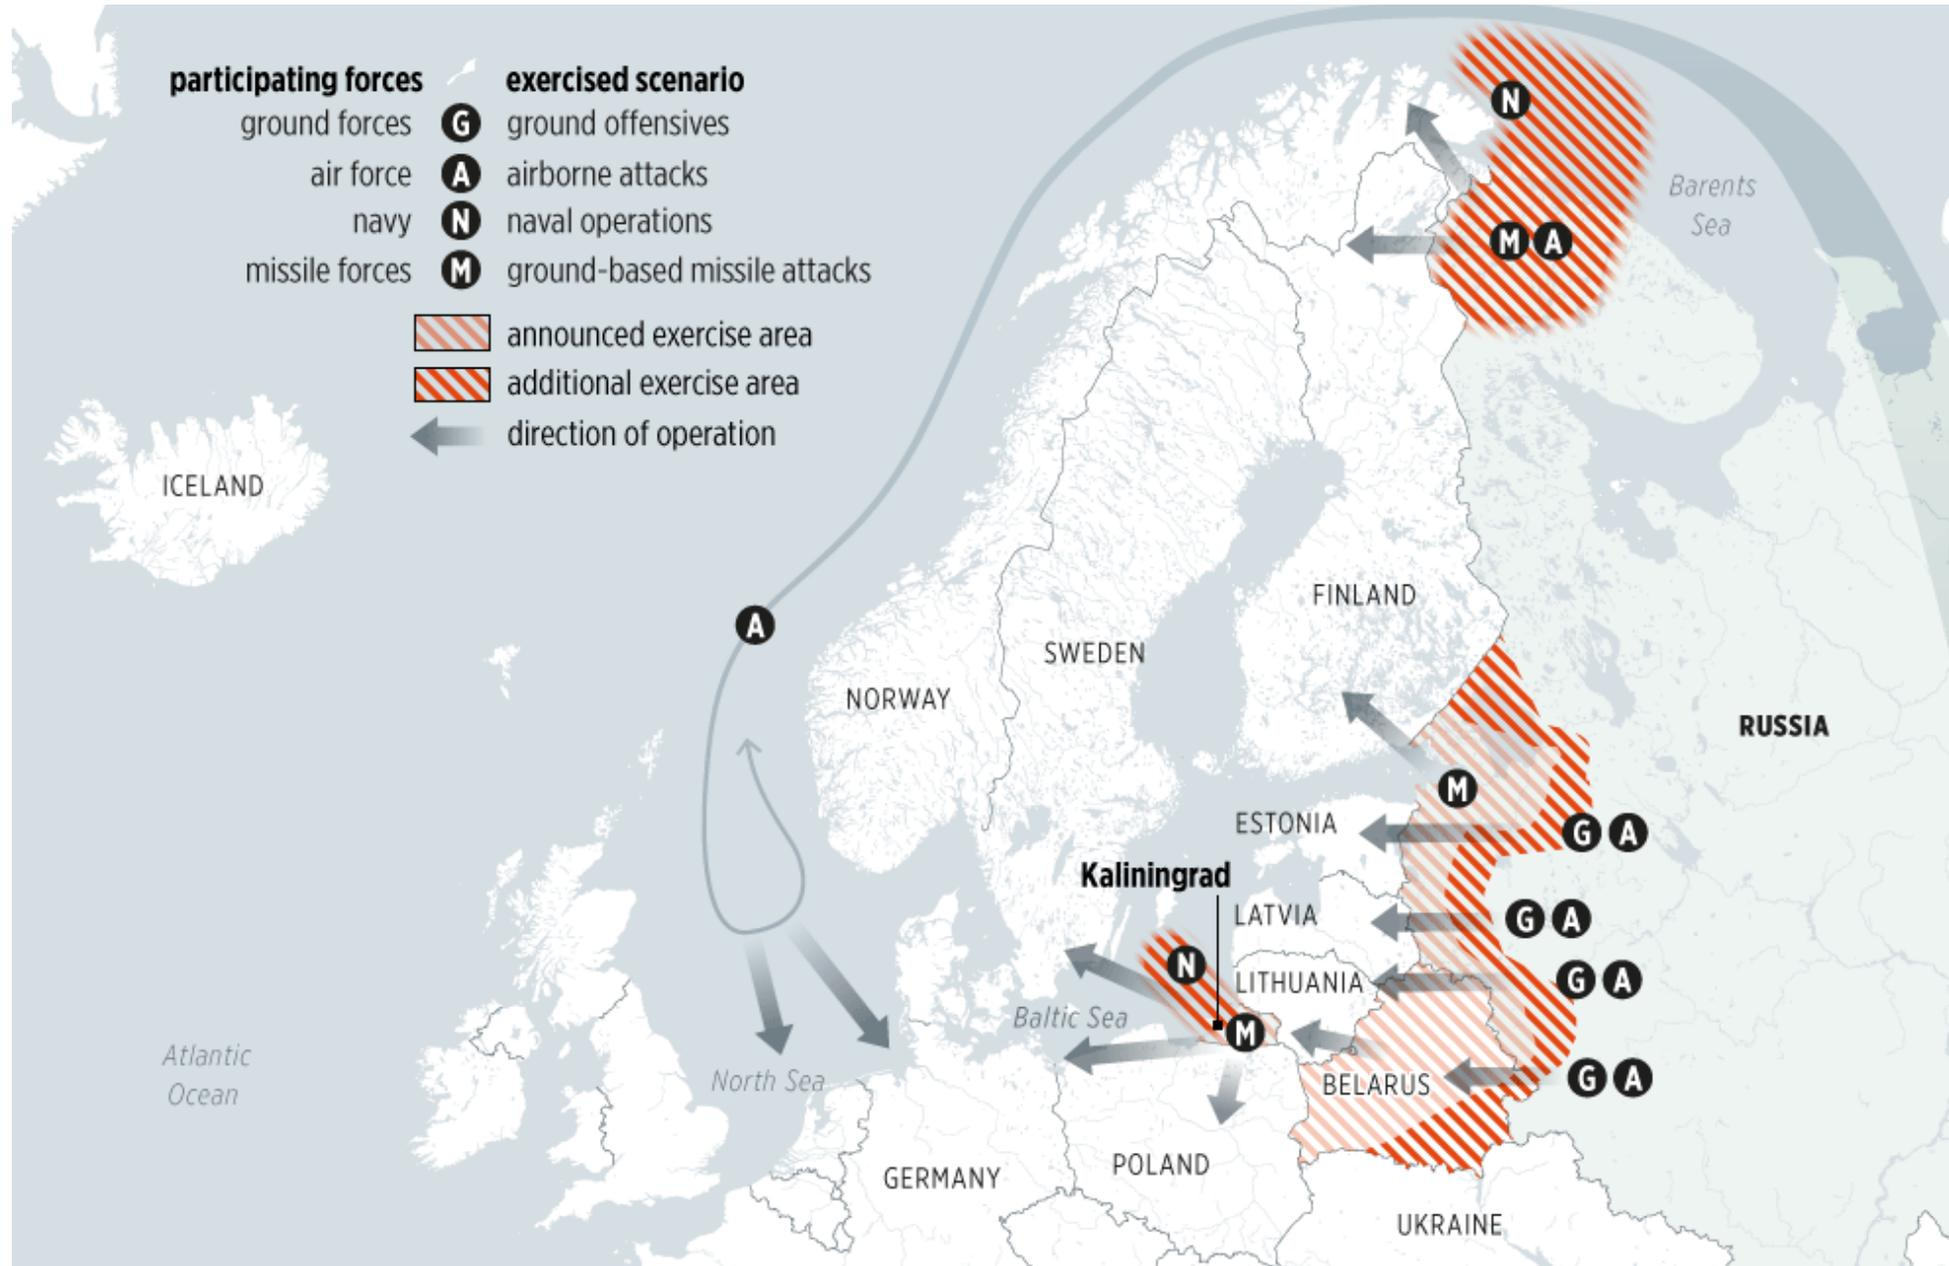 participating forces
exercised scenario
ground forces G ground offensives
air force A airborne attacks
navy N naval operations
missile forces M ground-based missile attacks
announced exercise area
additional exercise area
direction of operation
N
Barents
Sea
M A
ICELAND
A
FINLAND
SWEDEN
NORWAY
RUSSIA
M
ESTONIA
G A
Kaliningrad
LATVIA
G A
N
LITHUANIA
G A
Baltic Sea
M
Atlantic
Ocean
North Sea
BELARUS
G A
POLAND
GERMANY
UKRAINE